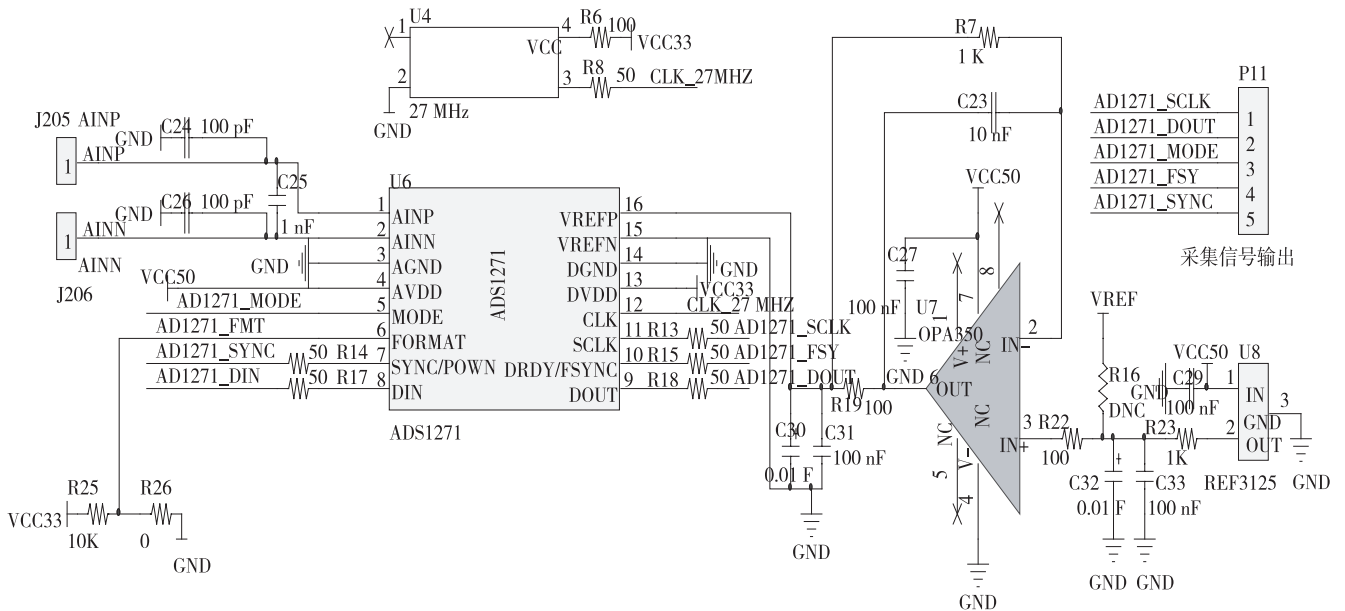 U4
1
4
R6
100
VCC
VCC33
2
3
R8
50
CLK_27MHZ
27 MHz
GND
R7
1 K
C23
10 nF
P11
AD1271_SCLK
1
AD1271_DOUT
2
AD1271_MODE
3
AD1271_FSY
4
AD1271_SYNC
5
采集信号输出
J205 AINP
GND
C24
100 pF
1
AINP
C25
1 nF
C26
100 pF
GND
1
AINN
AINN
J206
U6
ADS1271
1
AINP
2
AINN
3
AGND
4
AVDD
5
MODE
6
FORMAT
7
SYNC/POWN
8
DIN
16
VREFP
15
VREFN
14
DGND
13
DVDD
12
CLK
11
SCLK
10
DRDY/FSYNC
9
DOUT
ADS1271
GND
VCC50
AD1271_MODE
AD1271_FMT
AD1271_SYNC
50 R14
AD1271_DIN
50 R17
GND
VCC33
CLK_27 MHZ
R13
50 AD1271_SCLK
R15
50 AD1271_FSY
R18
50 AD1271_DOUT
R25
R26
VCC33
10K
0
GND
VCC50
C27
100 nF
U7
OPA350
1
7
8
V+
NC
IN-
2
GND 6
OUT
R19
100
C30
+
0.01 F
C31
100 nF
GND
NC
NC
V-
5
4
IN+
3
R22
100
GND
VREF
R16
DNC
VCC50
GND
C29
100 nF
U8
1
IN
3
GND
2
OUT
R23
1K
REF3125
GND
+
C32
0.01 F
C33
100 nF
GND
GND